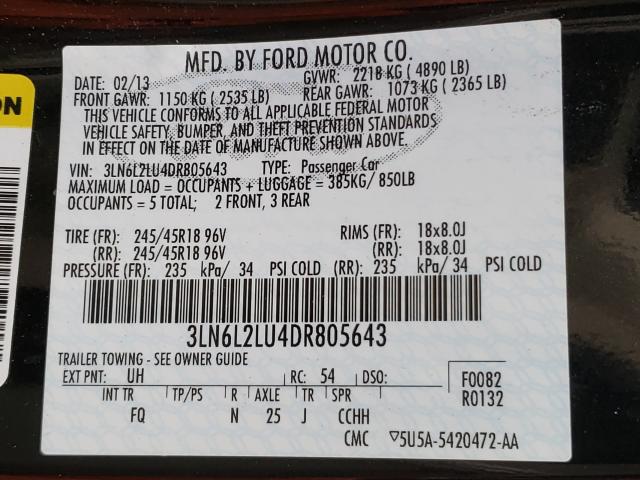 MFD. BY FORD MOTOR CO.
DATE: 02/13 GVWR: 2218 KG ( 4890 LB)
FRONT GAWR: 1150 KG ( 2535 LB) REAR GAWR: 1073 KG ( 2365 LB)
THIS VEHICLE CONFORMS TO ALL APPLICABLE FEDERAL MOTOR
VEHICLE SAFETY, BUMPER, AND THEFT PREVENTION STANDARDS
IN EFFECT ON THE DATE OF MANUFACTURE SHOWN ABOVE.
VIN: 3LN6L2LU4DR805643 TYPE: Passenger Car
MAXIMUM LOAD = OCCUPANTS + LUGGAGE = 385KG/ 850LB
OCCUPANTS = 5 TOTAL; 2 FRONT, 3 REAR
TIRE (FR): 245/45R18 96V RIMS (FR): 18x8.0J
(RR): 245/45R18 96V (RR): 18x8.0J
PRESSURE (FR): 235 kPa/ 34 PSI COLD (RR): 235 kPa/ 34 PSI COLD
3LN6L2LU4DR805643
TRAILER TOWING - SEE OWNER GUIDE
EXT PNT: UH RC: 54 DSO: F0082
INT TR TP/PS R AXLE TR SPR R0132
FQ N 25 J CCHH
CMC ▽5U5A-5420472-AA
ON